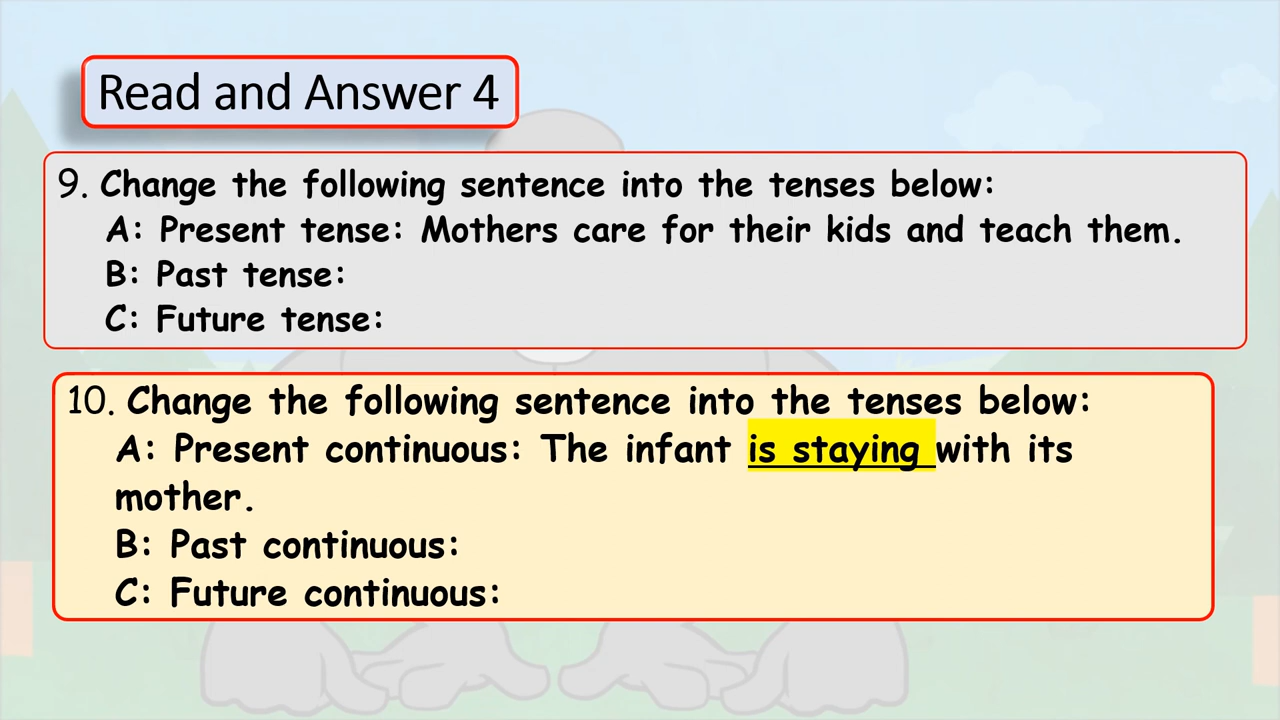 Read and Answer 4
9. Change the following sentence into the tenses below:
A: Present tense: Mothers care for their kids and teach them.
B: Past tense:
C: Future tense:
10. Change the following sentence into the tenses below:
A: Present continuous: The infant is staying with its
mother.
B: Past continuous:
C: Future continuous: